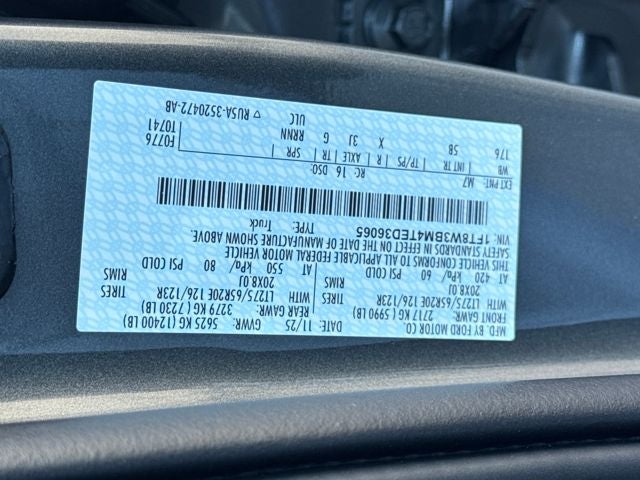 MFD. BY FORD MOTOR CO.
DATE: 11/25 GVWR: 5625 KG (12400 LB)
FRONT GAWR: 2717 KG ( 5990 LB) REAR GAWR: 3279 KG ( 7230 LB)
LT275/65R20E 126/123R WITH LT275/65R20E 126/123R WITH TIRES
20X8.0J 20X8.0J RIMS
AT 420 kPa/ 60 PSI COLD AT 550 kPa/ 80 PSI COLD
THIS VEHICLE CONFORMS TO ALL APPLICABLE FEDERAL MOTOR VEHICLE
SAFETY STANDARDS IN EFFECT ON THE DATE OF MANUFACTURE SHOWN ABOVE.
VIN: 1FT8W3BM4TED36065 TYPE: Truck
EXT PNT: M7 RC: 16 DSO: F0776
WB INT TR TP/PS R AXLE TR SPR T0741
176 5B X 3J G RRNN ULC
▽ RUSA-3520472-AB